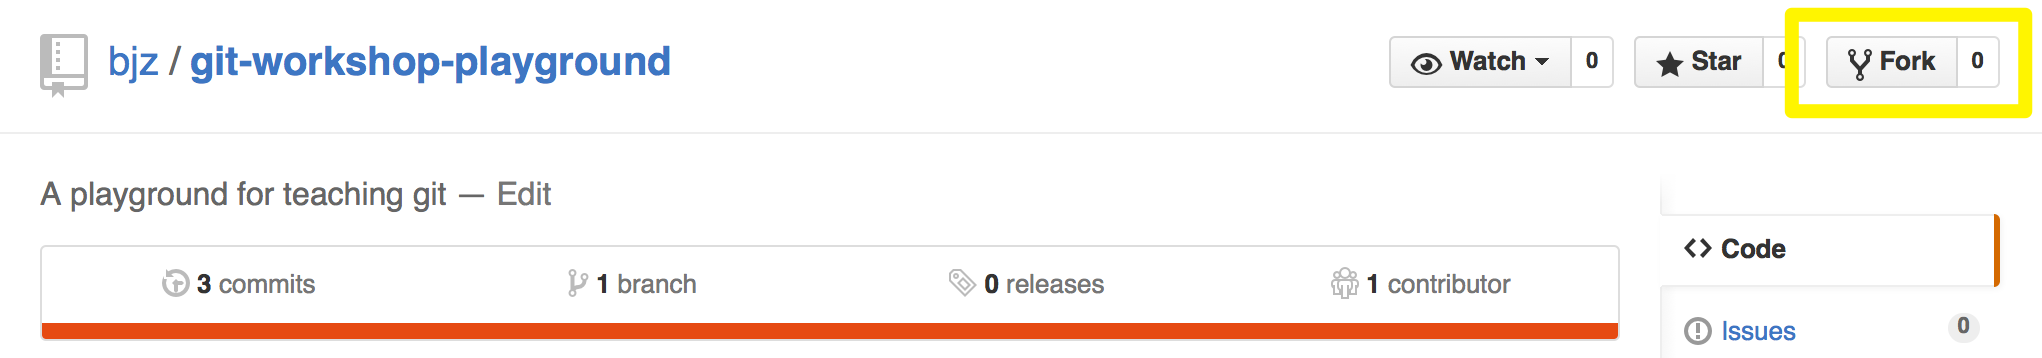 bjz / git-workshop-playground
Watch 0
Star 0
Fork 0
A playground for teaching git — Edit
3 commits
1 branch
0 releases
1 contributor
Code
Issues 0